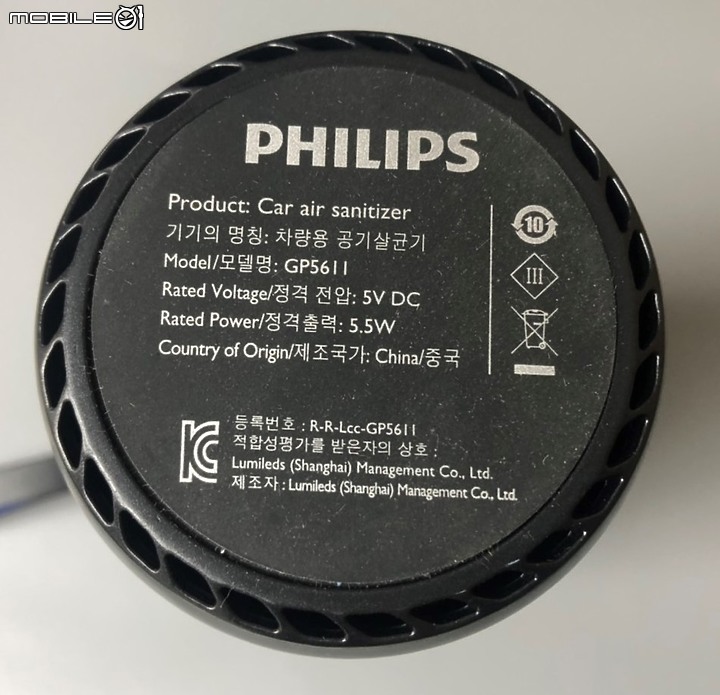 MOBILE01
PHILIPS
Product: Car air sanitizer
기기의 명칭: 차량용 공기살균기
Model/모델명: GP5611
Rated Voltage/정격 전압: 5V DC
Rated Power/정격출력: 5.5W
Country of Origin/제조국가: China/중국
10
III
등록번호 : R-R-Lcc-GP5611
적합성평가를 받은자의 상호 :
Lumileds (Shanghai) Management Co., Ltd.
제조자 : Lumileds (Shanghai) Management Co., Ltd.